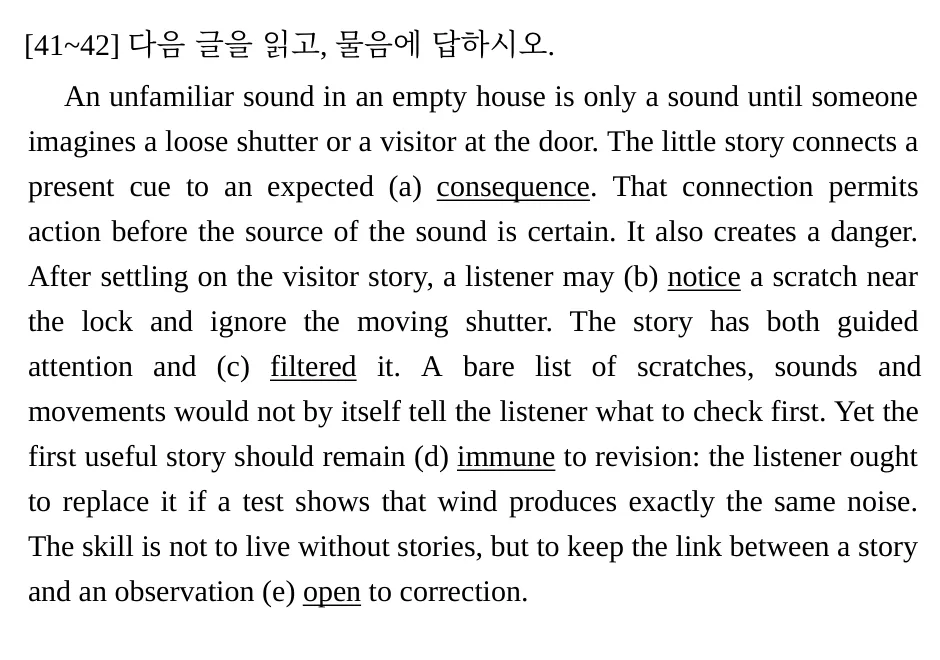 [41~42] 다음 글을 읽고, 물음에 답하시오.
An unfamiliar sound in an empty house is only a sound until someone
imagines a loose shutter or a visitor at the door. The little story connects a
present cue to an expected (a) consequence. That connection permits
action before the source of the sound is certain. It also creates a danger.
After settling on the visitor story, a listener may (b) notice a scratch near
the lock and ignore the moving shutter. The story has both guided
attention and (c) filtered it. A bare list of scratches, sounds and
movements would not by itself tell the listener what to check first. Yet the
first useful story should remain (d) immune to revision: the listener ought
to replace it if a test shows that wind produces exactly the same noise.
The skill is not to live without stories, but to keep the link between a story
and an observation (e) open to correction.